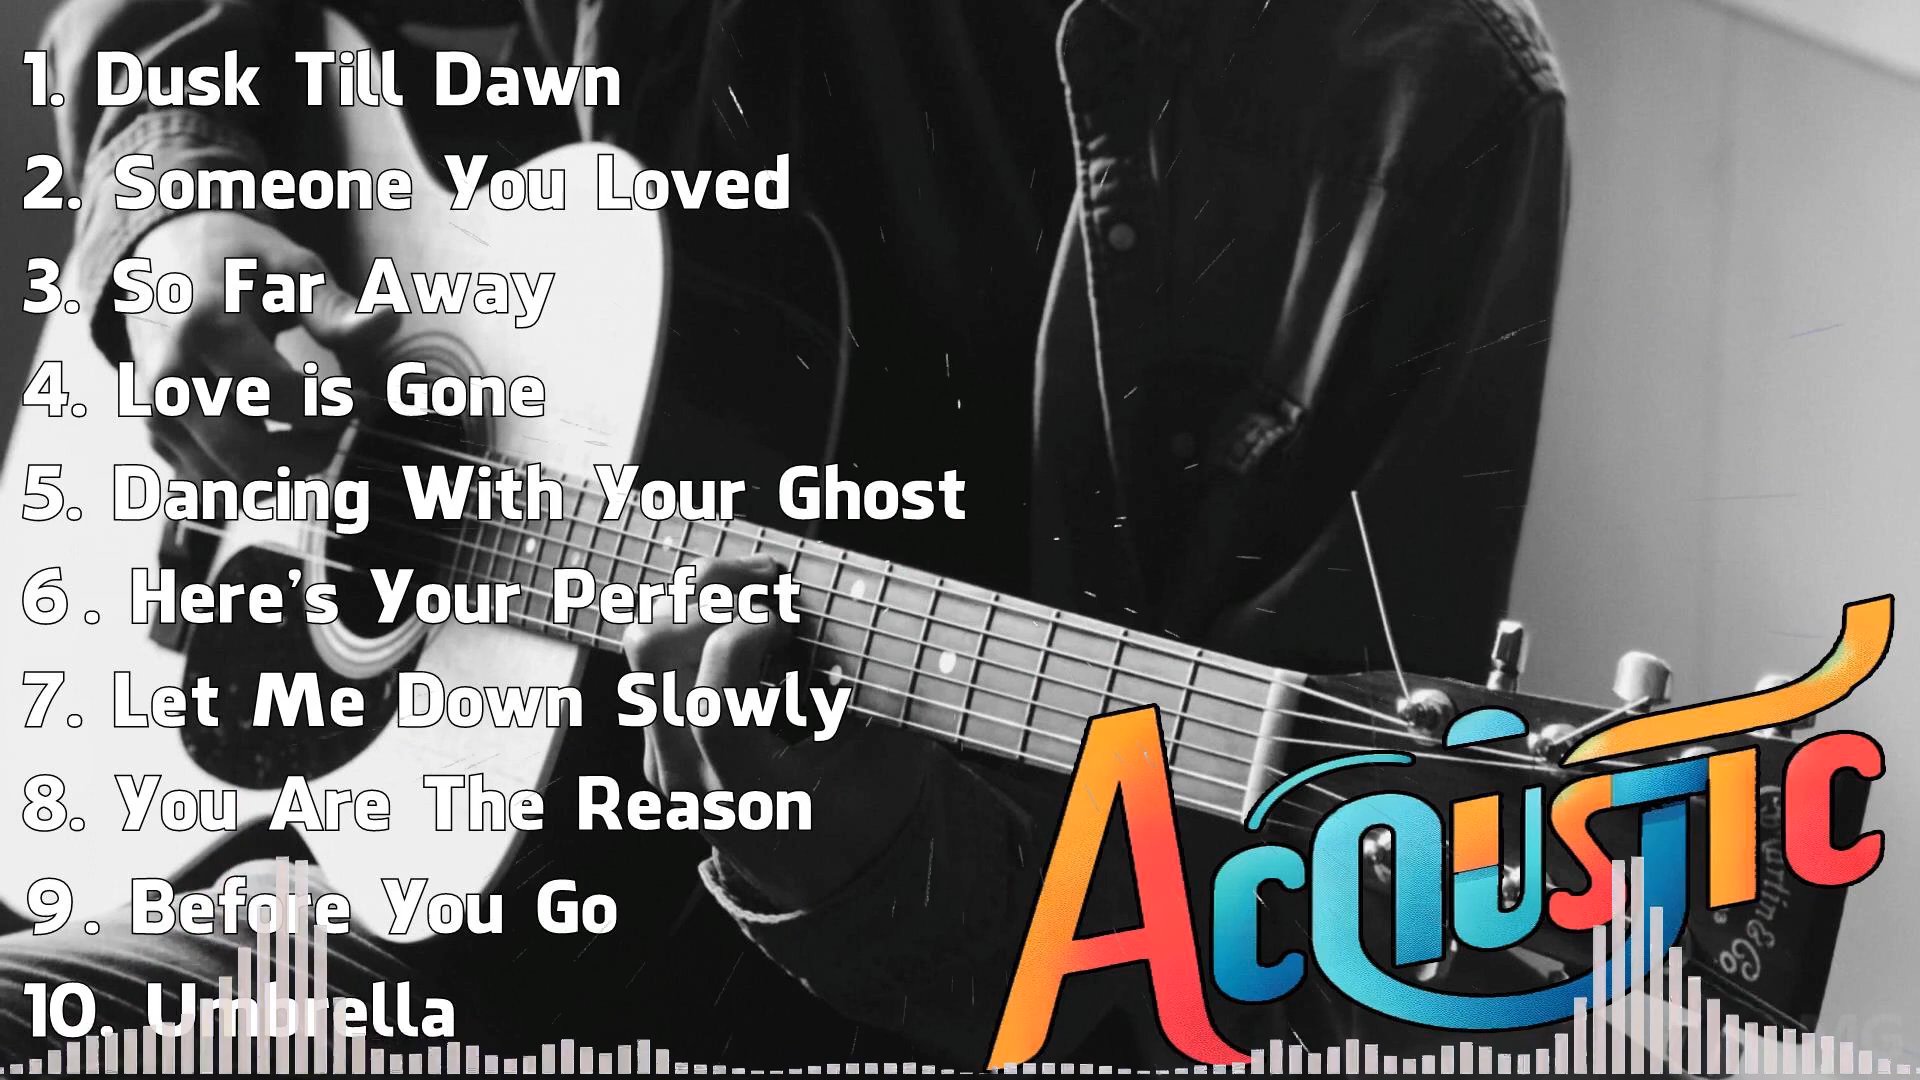 1. Dusk Till Dawn
2. Someone You Loved
3. So Far Away
4. Love is Gone
5. Dancing With Your Ghost
6. Here's Your Perfect
7. Let Me Down Slowly
8. You Are The Reason
9. Before You Go
10. Umbrella
Acoustic